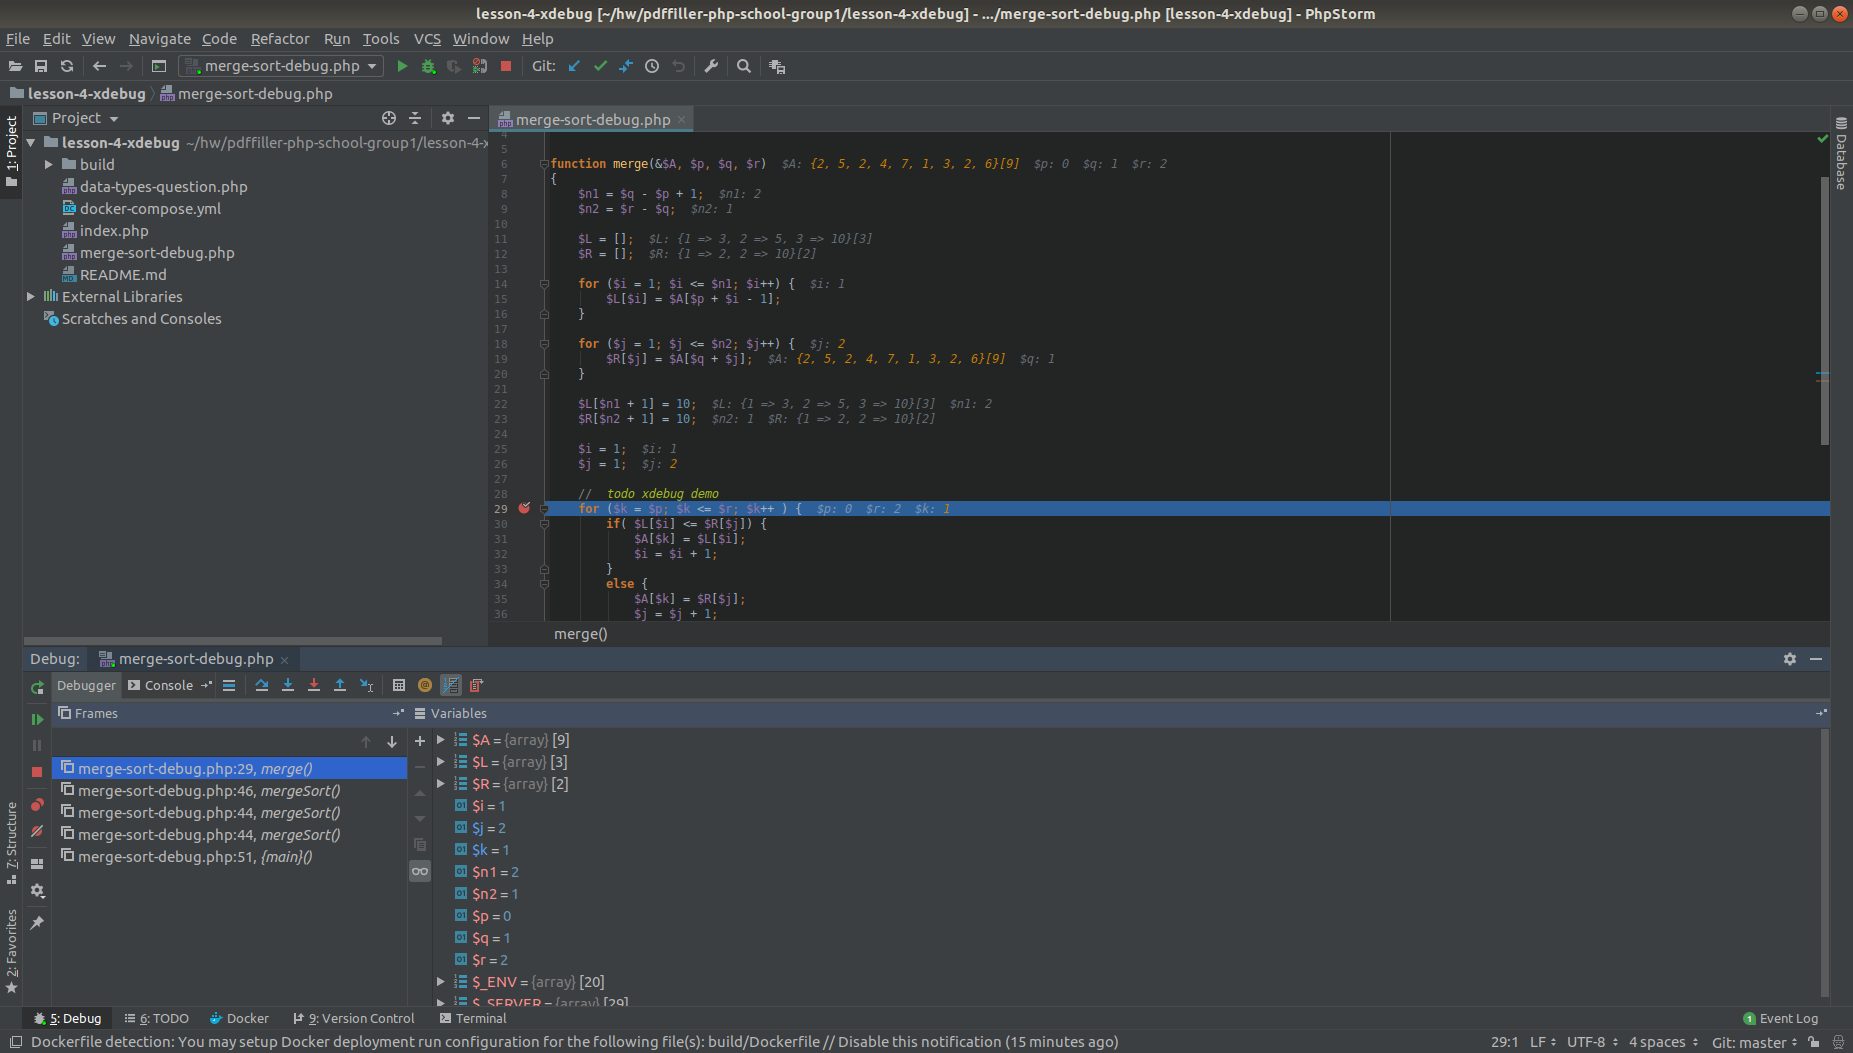 lesson-4-xdebug [~/hw/pdffiller-php-school-group1/lesson-4-xdebug] - .../merge-sort-debug.php [lesson-4-xdebug] - PhpStorm
File Edit View Navigate Code Refactor Run Tools VCS Window Help
merge-sort-debug.php Git:
lesson-4-xdebug merge-sort-debug.php
1: Project
Project
lesson-4-xdebug ~/hw/pdffiller-php-school-group1/lesson-4-x
build
data-types-question.php
docker-compose.yml
index.php
merge-sort-debug.php
README.md
External Libraries
Scratches and Consoles
merge-sort-debug.php
4
5
6 function merge(&$A, $p, $q, $r) $A: {2, 5, 2, 4, 7, 1, 3, 2, 6}[9] $p: 0 $q: 1 $r: 2
7 {
8 $n1 = $q - $p + 1; $n1: 2
9 $n2 = $r - $q; $n2: 1
10
11 $L = []; $L: {1 => 3, 2 => 5, 3 => 10}[3]
12 $R = []; $R: {1 => 2, 2 => 10}[2]
13
14 for ($i = 1; $i <= $n1; $i++) { $i: 1
15 $L[$i] = $A[$p + $i - 1];
16 }
17
18 for ($j = 1; $j <= $n2; $j++) { $j: 2
19 $R[$j] = $A[$q + $j]; $A: {2, 5, 2, 4, 7, 1, 3, 2, 6}[9] $q: 1
20 }
21
22 $L[$n1 + 1] = 10; $L: {1 => 3, 2 => 5, 3 => 10}[3] $n1: 2
23 $R[$n2 + 1] = 10; $n2: 1 $R: {1 => 2, 2 => 10}[2]
24
25 $i = 1; $i: 1
26 $j = 1; $j: 2
27
28 // todo xdebug demo
29 for ($k = $p; $k <= $r; $k++ ) { $p: 0 $r: 2 $k: 1
30 if( $L[$i] <= $R[$j]) {
31 $A[$k] = $L[$i];
32 $i = $i + 1;
33 }
34 else {
35 $A[$k] = $R[$j];
36 $j = $j + 1;
merge()
Database
Debug: merge-sort-debug.php
Debugger Console
Frames
merge-sort-debug.php:29, merge()
merge-sort-debug.php:46, mergeSort()
merge-sort-debug.php:44, mergeSort()
merge-sort-debug.php:44, mergeSort()
merge-sort-debug.php:51, {main}()
Variables
$A = {array} [9]
$L = {array} [3]
$R = {array} [2]
$i = 1
$j = 2
$k = 1
$n1 = 2
$n2 = 1
$p = 0
$q = 1
$r = 2
$_ENV = {array} [20]
$_SERVER = {array} [29]
7: Structure
2: Favorites
5: Debug 6: TODO Docker 9: Version Control Terminal 1 Event Log
Dockerfile detection: You may setup Docker deployment run configuration for the following file(s): build/Dockerfile // Disable this notification (15 minutes ago) 29:1 LF UTF-8 4 spaces Git: master